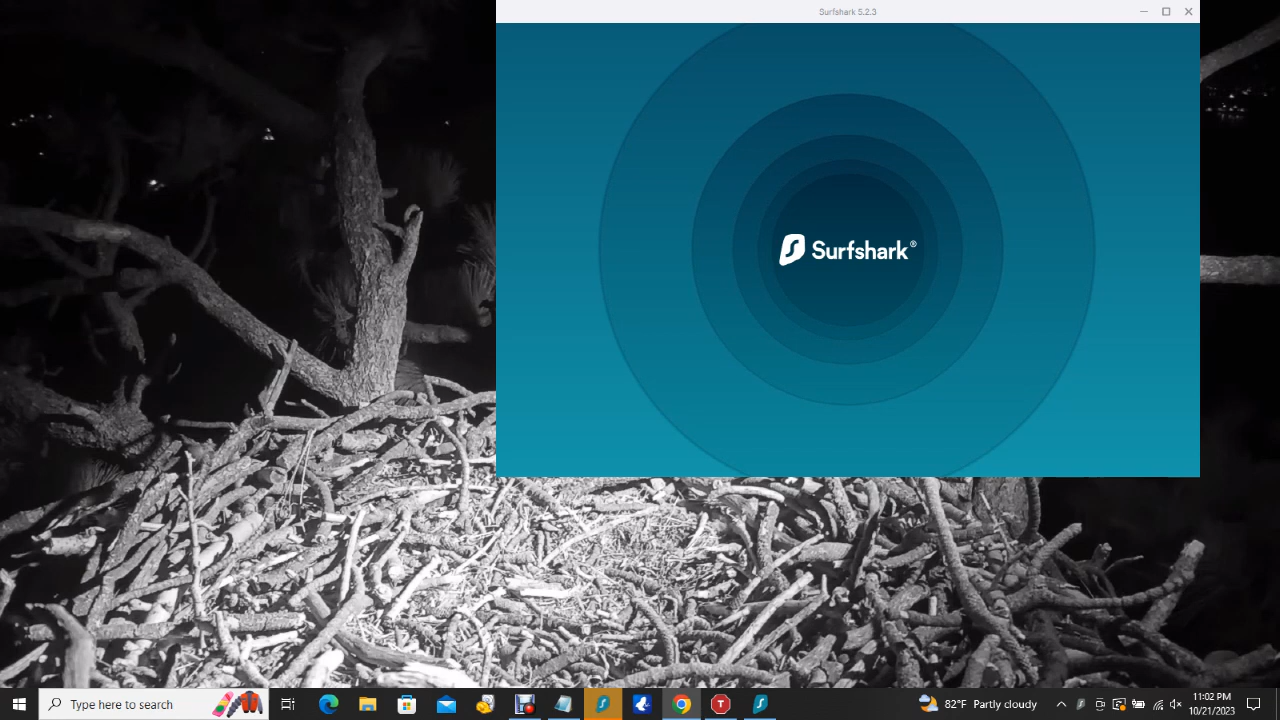 Surfshark 5.2.3
Surfshark®
Type here to search
T
82°F Partly cloudy
11:02 PM
10/21/2023